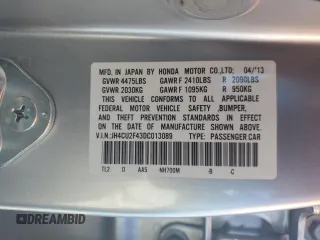 MFD. IN JAPAN BY HONDA MOTOR CO.,LTD. 04/'13
GVWR 4475LBS GAWR F 2410LBS R 2090LBS
GVWR 2030KG GAWR F 1095KG R 950KG
THIS VEHICLE CONFORMS TO ALL APPLICABLE
FEDERAL MOTOR VEHICLE SAFETY ,BUMPER,
AND THEFT PREVENTION STANDARDS IN
EFFECT ON THE DATE OF MANUFACTURE SHOWN
ABOVE.
V.I.N:JH4CU2F43DC013089 TYPE: PASSENGER CAR
TL2 D AA5 -NH700M -B -C
DREAMBID